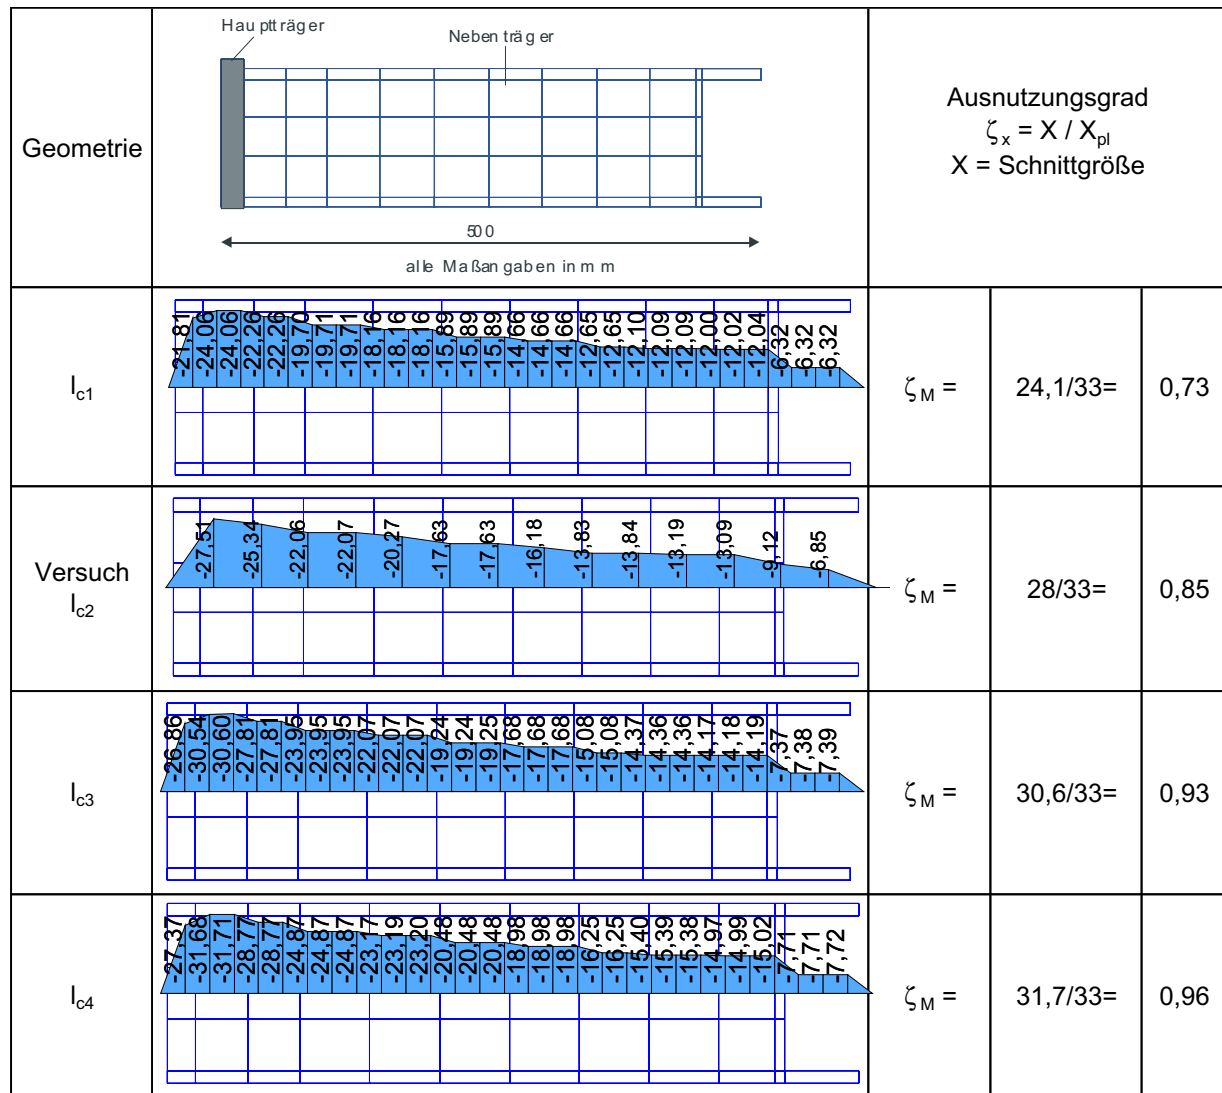 Hauptträger
Nebenträger
Geometrie
500
alle Maßangaben in mm
Ausnutzungsgrad
ζx = X / Xpl
X = Schnittgröße
Ic1
-21,81 -24,06 -24,06 -22,26 -22,26 -19,70 -19,71 -19,71 -18,16 -18,16 -18,16 -15,89 -15,89 -15,89 -14,66 -14,66 -14,66 -12,65 -12,65 -12,10 -12,09 -12,09 -12,00 -12,02 -12,04 -6,32 -6,32 -6,32
ζM = 24,1/33= 0,73
Versuch
Ic2
-27,51 -25,34 -22,06 -22,07 -20,27 -17,63 -17,63 -16,18 -13,83 -13,84 -13,19 -13,09 -9,12 -6,85
ζM = 28/33= 0,85
Ic3
-26,86 -30,54 -30,60 -27,81 -27,81 -23,95 -23,95 -23,95 -22,07 -22,07 -22,07 -19,24 -19,24 -19,25 -17,68 -17,68 -17,68 -15,08 -15,08 -14,37 -14,36 -14,36 -14,17 -14,18 -14,19 -7,37 -7,38 -7,39
ζM = 30,6/33= 0,93
Ic4
-27,37 -31,68 -31,71 -28,77 -28,77 -24,87 -24,87 -24,87 -23,17 -23,19 -23,20 -20,48 -20,48 -20,48 -18,98 -18,98 -18,98 -16,25 -16,25 -15,40 -15,39 -15,38 -14,97 -14,99 -15,02 -7,71 -7,71 -7,72
ζM = 31,7/33= 0,96